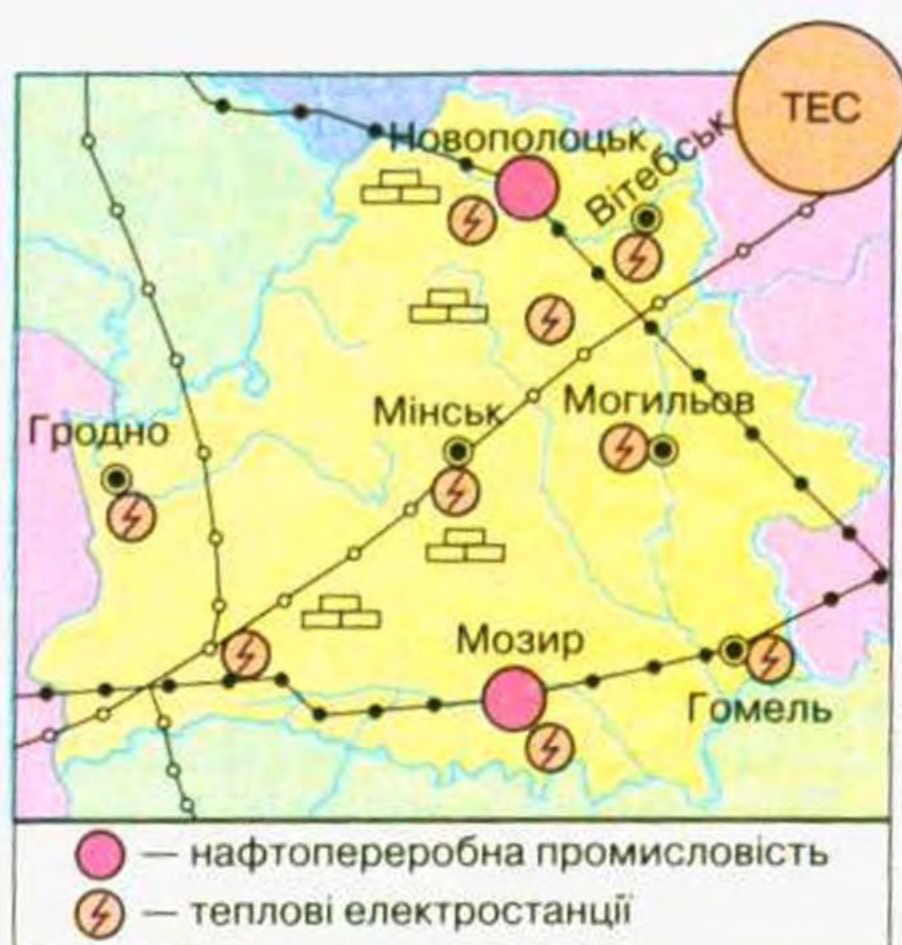 ТЕС
Новополоцьк
Вітебськ
Гродно
Мінськ
Могильов
Мозир
Гомель
— нафтопереробна промисловість
— теплові електростанції